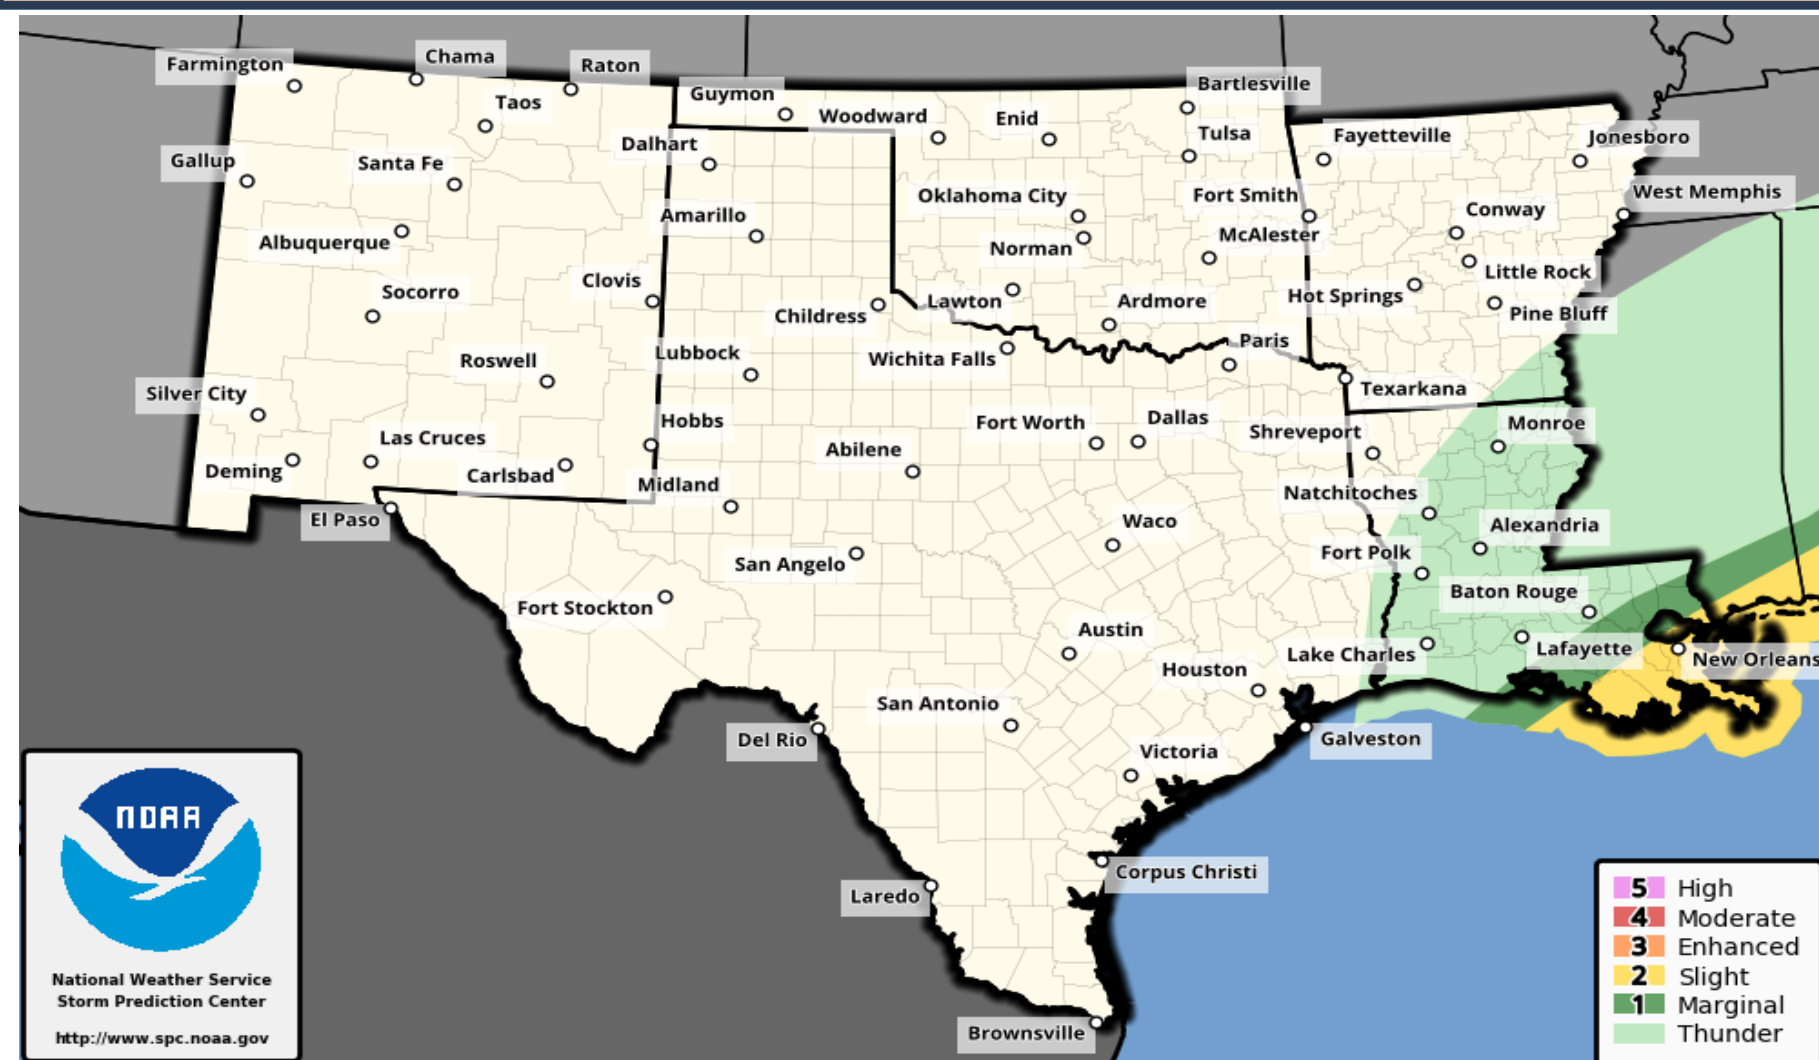 Farmington
Chama
Raton
Taos
Guymon
Woodward
Enid
Bartlesville
Tulsa
Fayetteville
Jonesboro
Gallup
Santa Fe
Dalhart
Oklahoma City
Fort Smith
Conway
West Memphis
Albuquerque
Amarillo
Norman
McAlester
Socorro
Clovis
Childress
Lawton
Ardmore
Hot Springs
Little Rock
Pine Bluff
Roswell
Lubbock
Wichita Falls
Paris
Silver City
Hobbs
Texarkana
Fort Worth
Dallas
Shreveport
Monroe
Las Cruces
Deming
Carlsbad
Midland
Abilene
Natchitoches
El Paso
Waco
Alexandria
San Angelo
Fort Polk
Fort Stockton
Baton Rouge
Austin
Houston
Lake Charles
Lafayette
New Orleans
San Antonio
Del Rio
Victoria
Galveston
Laredo
Corpus Christi
Brownsville
NOAA
National Weather Service
Storm Prediction Center
http://www.spc.noaa.gov
5 High
4 Moderate
3 Enhanced
2 Slight
1 Marginal
Thunder